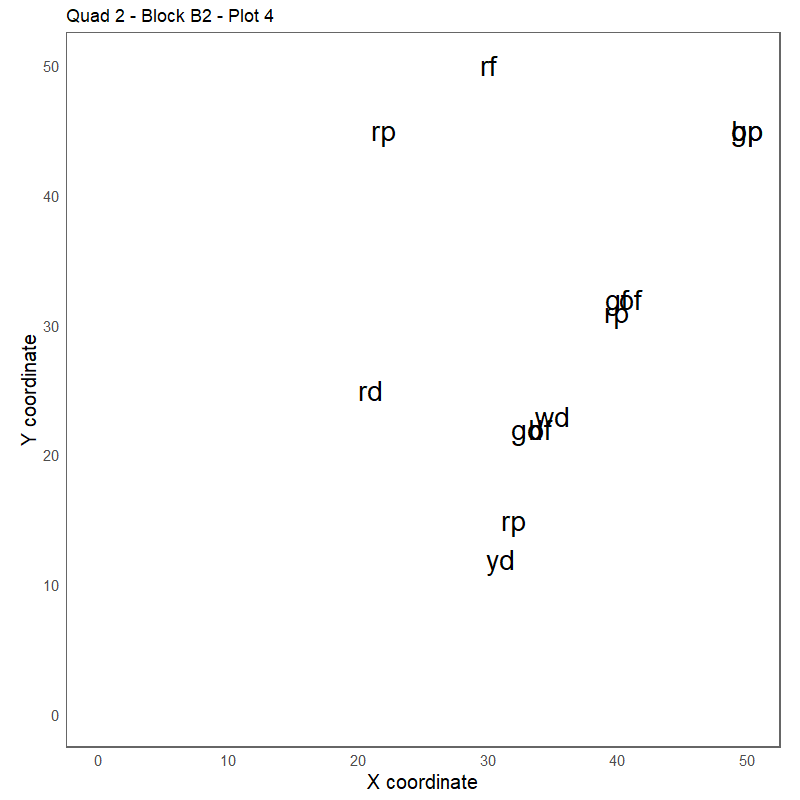 Quad 2 - Block B2 - Plot 4
50
rf
rp
40
30
rp
rd
wd
20
rp
yd
10
0
0 10 20 30 40 50
X coordinate
Y coordinate